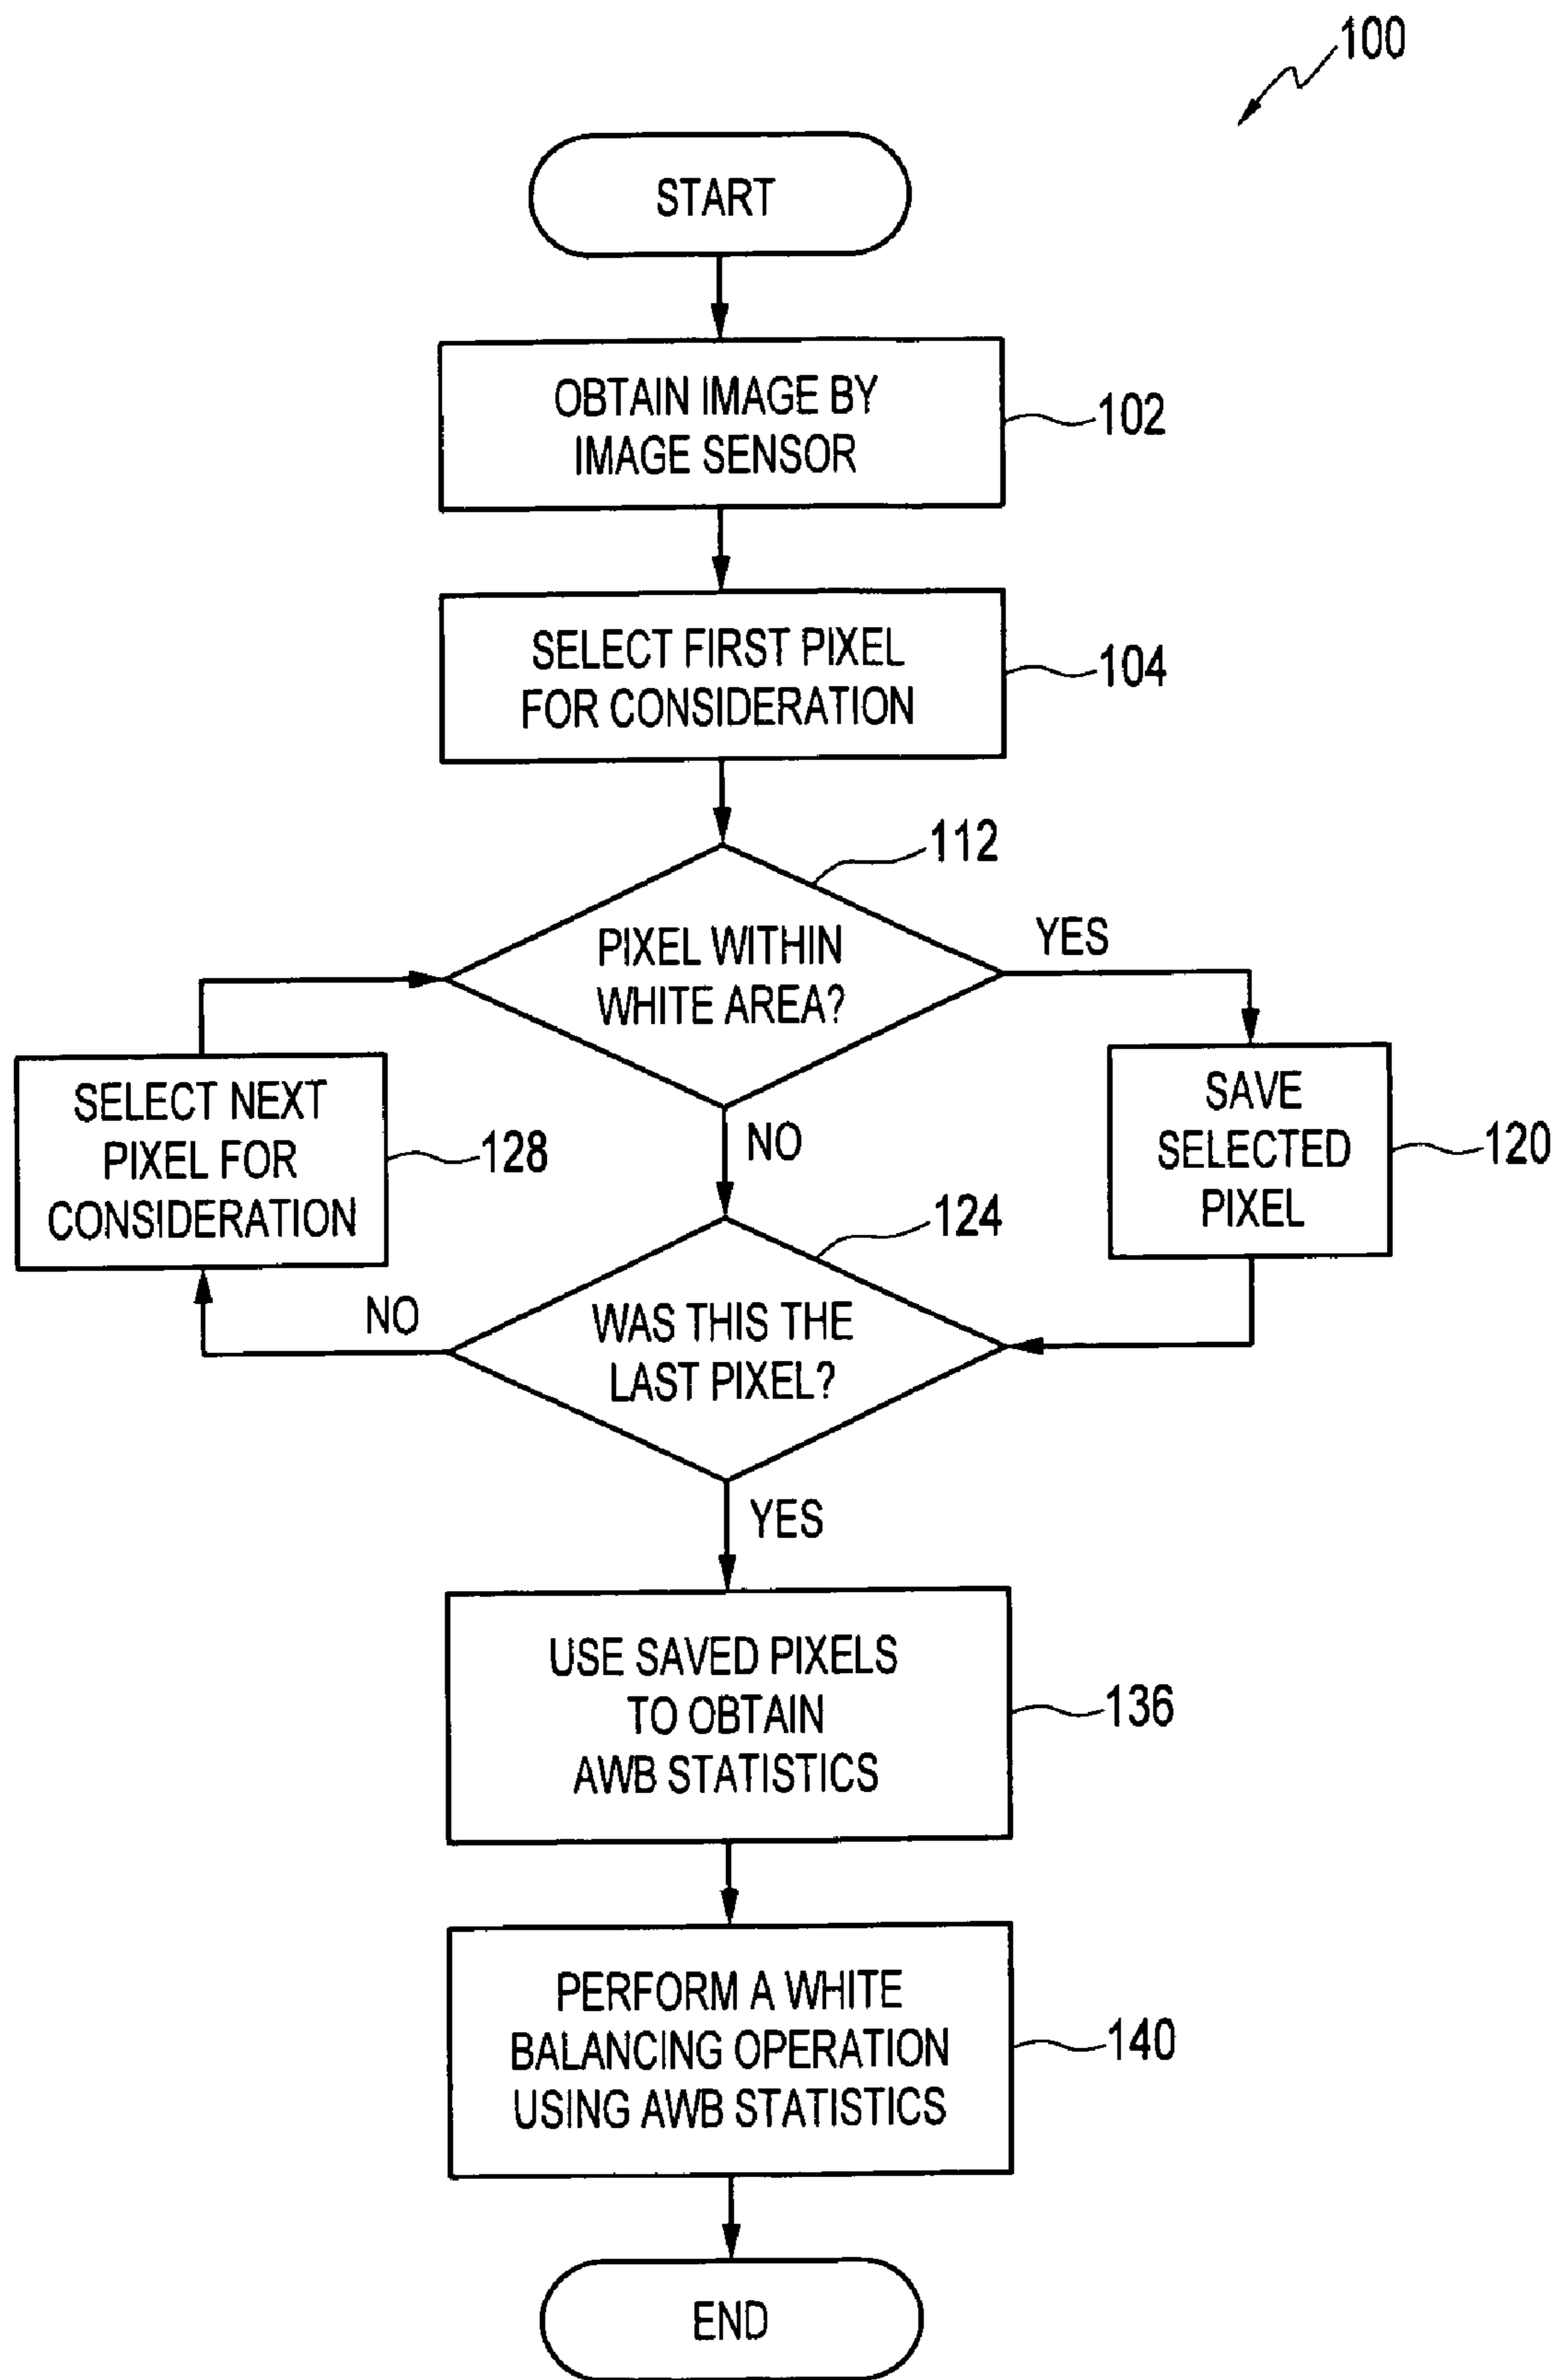 100
START
OBTAIN IMAGE BY
IMAGE SENSOR
102
SELECT FIRST PIXEL
FOR CONSIDERATION
104
112
PIXEL WITHIN
WHITE AREA?
YES
NO
SAVE
SELECTED
PIXEL
120
SELECT NEXT
PIXEL FOR
CONSIDERATION
128
124
WAS THIS THE
LAST PIXEL?
NO
YES
USE SAVED PIXELS
TO OBTAIN
AWB STATISTICS
136
PERFORM A WHITE
BALANCING OPERATION
USING AWB STATISTICS
140
END